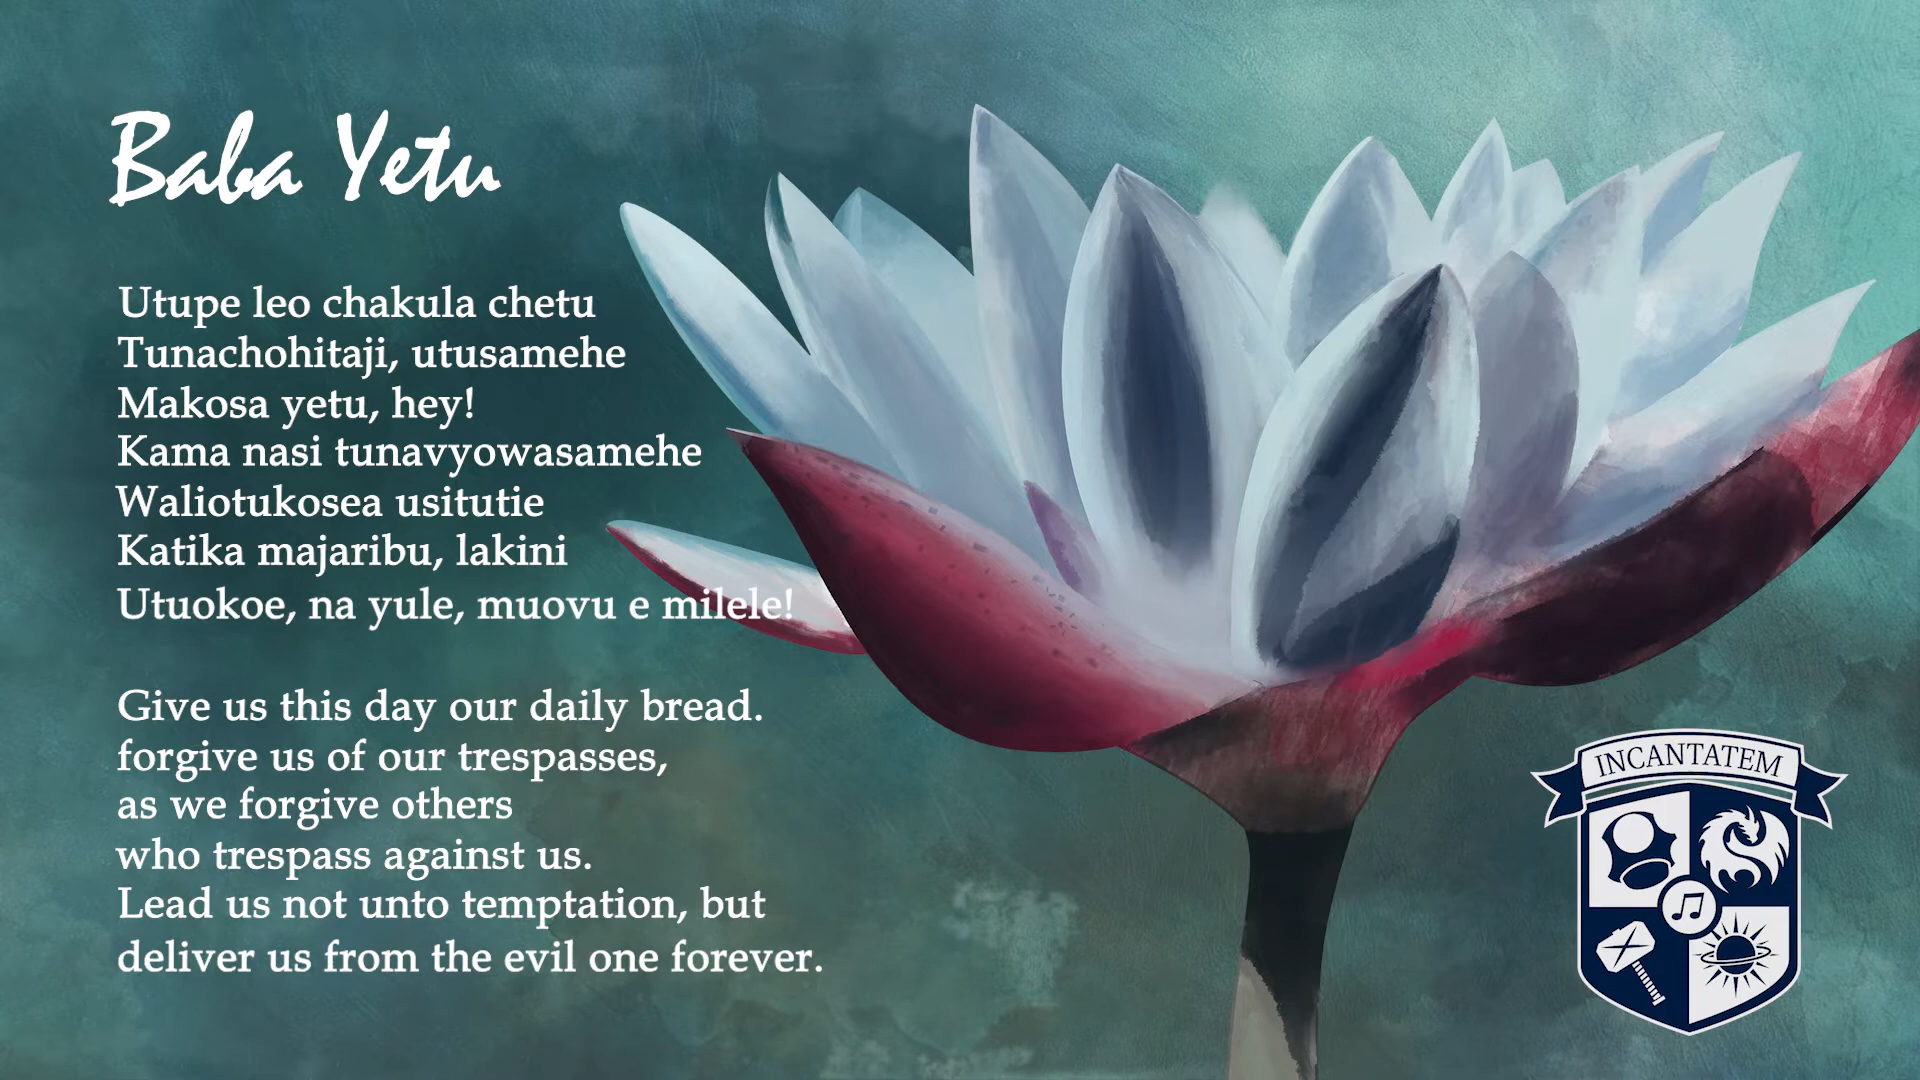 Baba Yetu
Utupe leo chakula chetu
Tunachohitaji, utusamehe
Makosa yetu, hey!
Kama nasi tunavyowasamehe
Waliotukosea usitutie
Katika majaribu, lakini
Utuokoe, na yule, muovu e milele!
Give us this day our daily bread.
forgive us of our trespasses,
as we forgive others
who trespass against us.
Lead us not unto temptation, but
deliver us from the evil one forever.
INCANTATEM